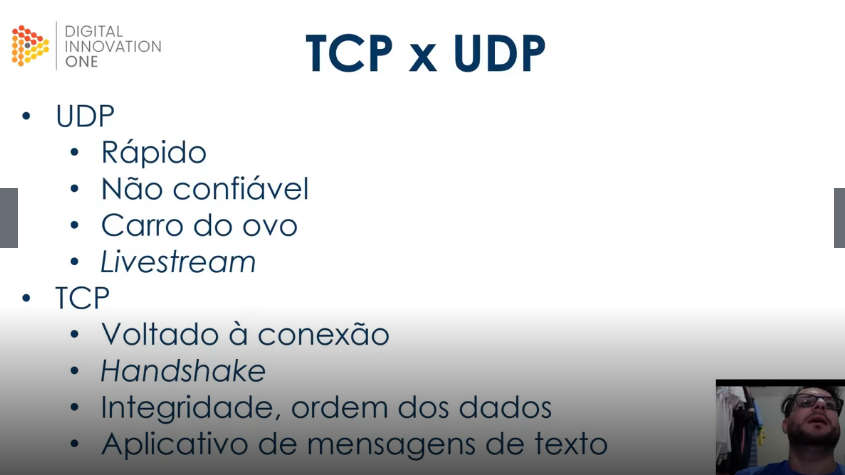 DIGITAL
INNOVATION
ONE
TCP x UDP
• UDP
• Rápido
• Não confiável
• Carro do ovo
• Livestream
• TCP
• Voltado à conexão
• Handshake
• Integridade, ordem dos dados
• Aplicativo de mensagens de texto